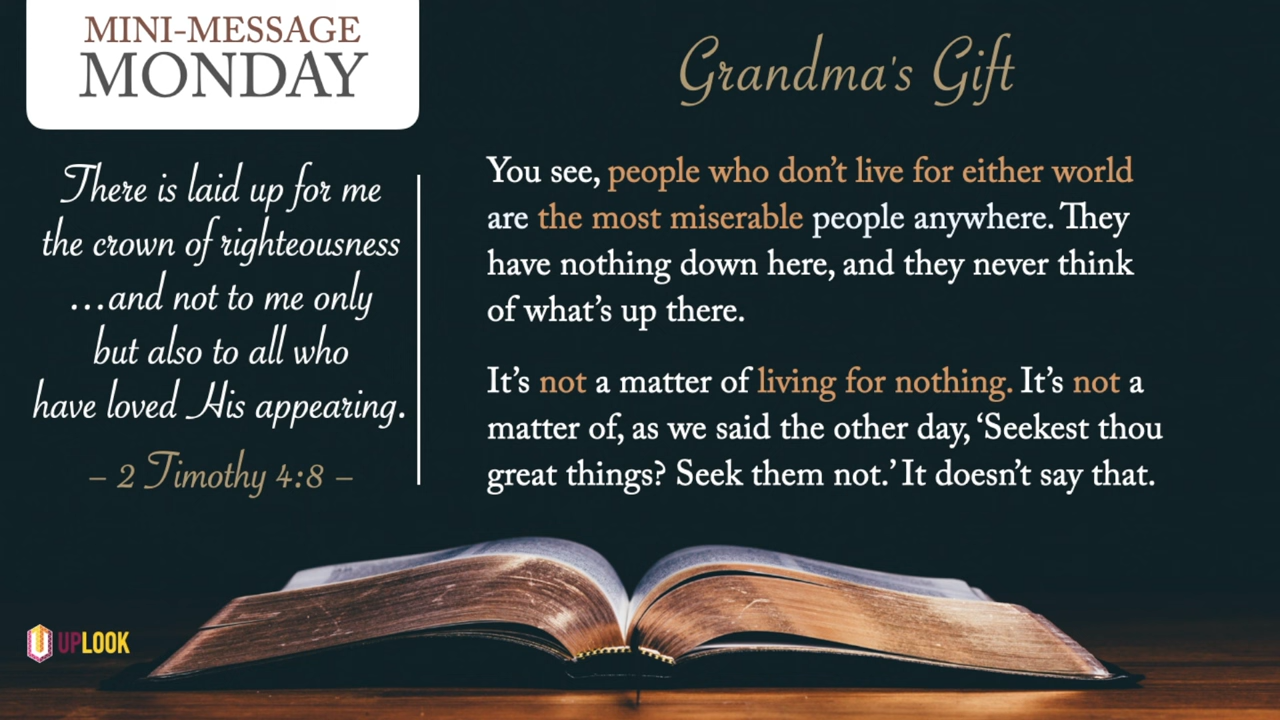 MINI-MESSAGE
MONDAY
There is laid up for me
the crown of righteousness
...and not to me only
but also to all who
have loved His appearing.
– 2 Timothy 4:8 –
Grandma's Gift
You see, people who don’t live for either world
are the most miserable people anywhere. They
have nothing down here, and they never think
of what’s up there.
It’s not a matter of living for nothing. It’s not a
matter of, as we said the other day, ‘Seekest thou
great things? Seek them not.’ It doesn’t say that.
UPLOOK